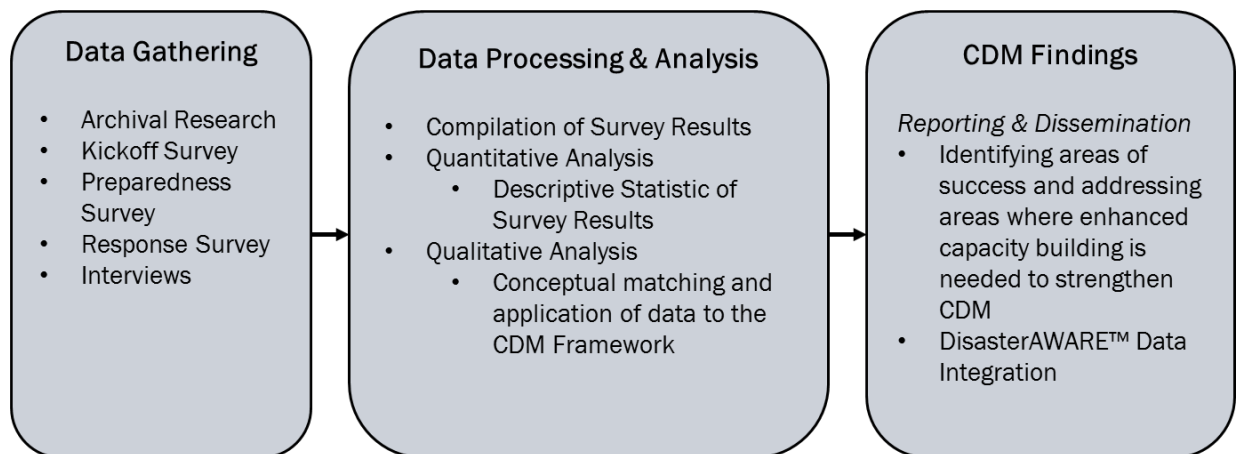 Data Gathering
• Archival Research
• Kickoff Survey
• Preparedness
Survey
• Response Survey
• Interviews
Data Processing & Analysis
• Compilation of Survey Results
• Quantitative Analysis
• Descriptive Statistic of
Survey Results
• Qualitative Analysis
• Conceptual matching and
application of data to the
CDM Framework
CDM Findings
Reporting & Dissemination
• Identifying areas of
success and addressing
areas where enhanced
capacity building is
needed to strengthen
CDM
• DisasterAWARE™ Data
Integration